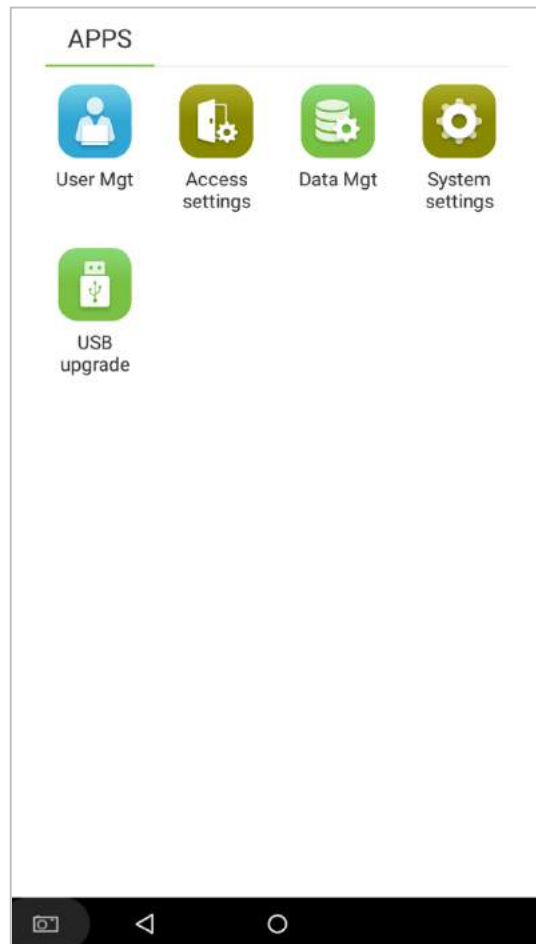 APPS
User Mgt
Access
settings
Data Mgt
System
settings
USB
upgrade